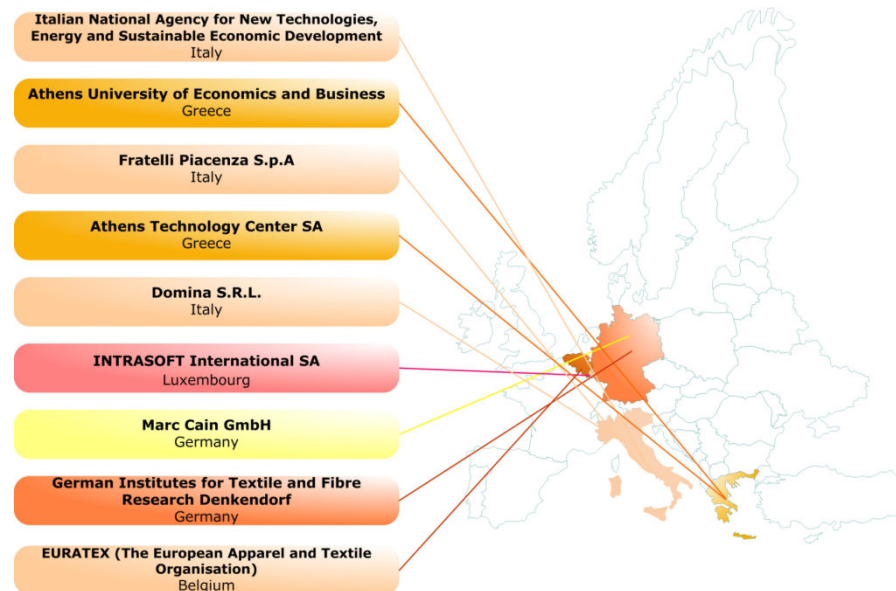 Italian National Agency for New Technologies,
Energy and Sustainable Economic Development
Italy
Athens University of Economics and Business
Greece
Fratelli Piacenza S.p.A
Italy
Athens Technology Center SA
Greece
Domina S.R.L.
Italy
INTRASOFT International SA
Luxembourg
Marc Cain GmbH
Germany
German Institutes for Textile and Fibre
Research Denkendorf
Germany
EURATEX (The European Apparel and Textile
Organisation)
Belgium